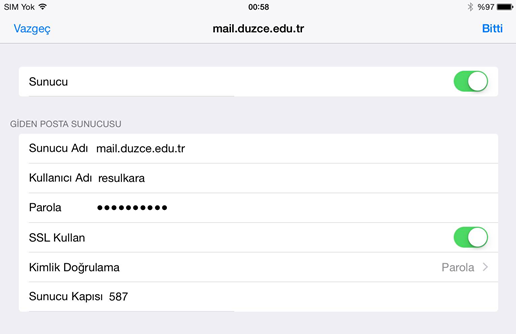 SIM Yok 00:58 %97
Vazgeç mail.duzce.edu.tr Bitti
Sunucu
GİDEN POSTA SUNUCUSU
Sunucu Adı mail.duzce.edu.tr
Kullanıcı Adı resulkara
Parola ●●●●●●●●●●
SSL Kullan
Kimlik Doğrulama Parola >
Sunucu Kapısı 587